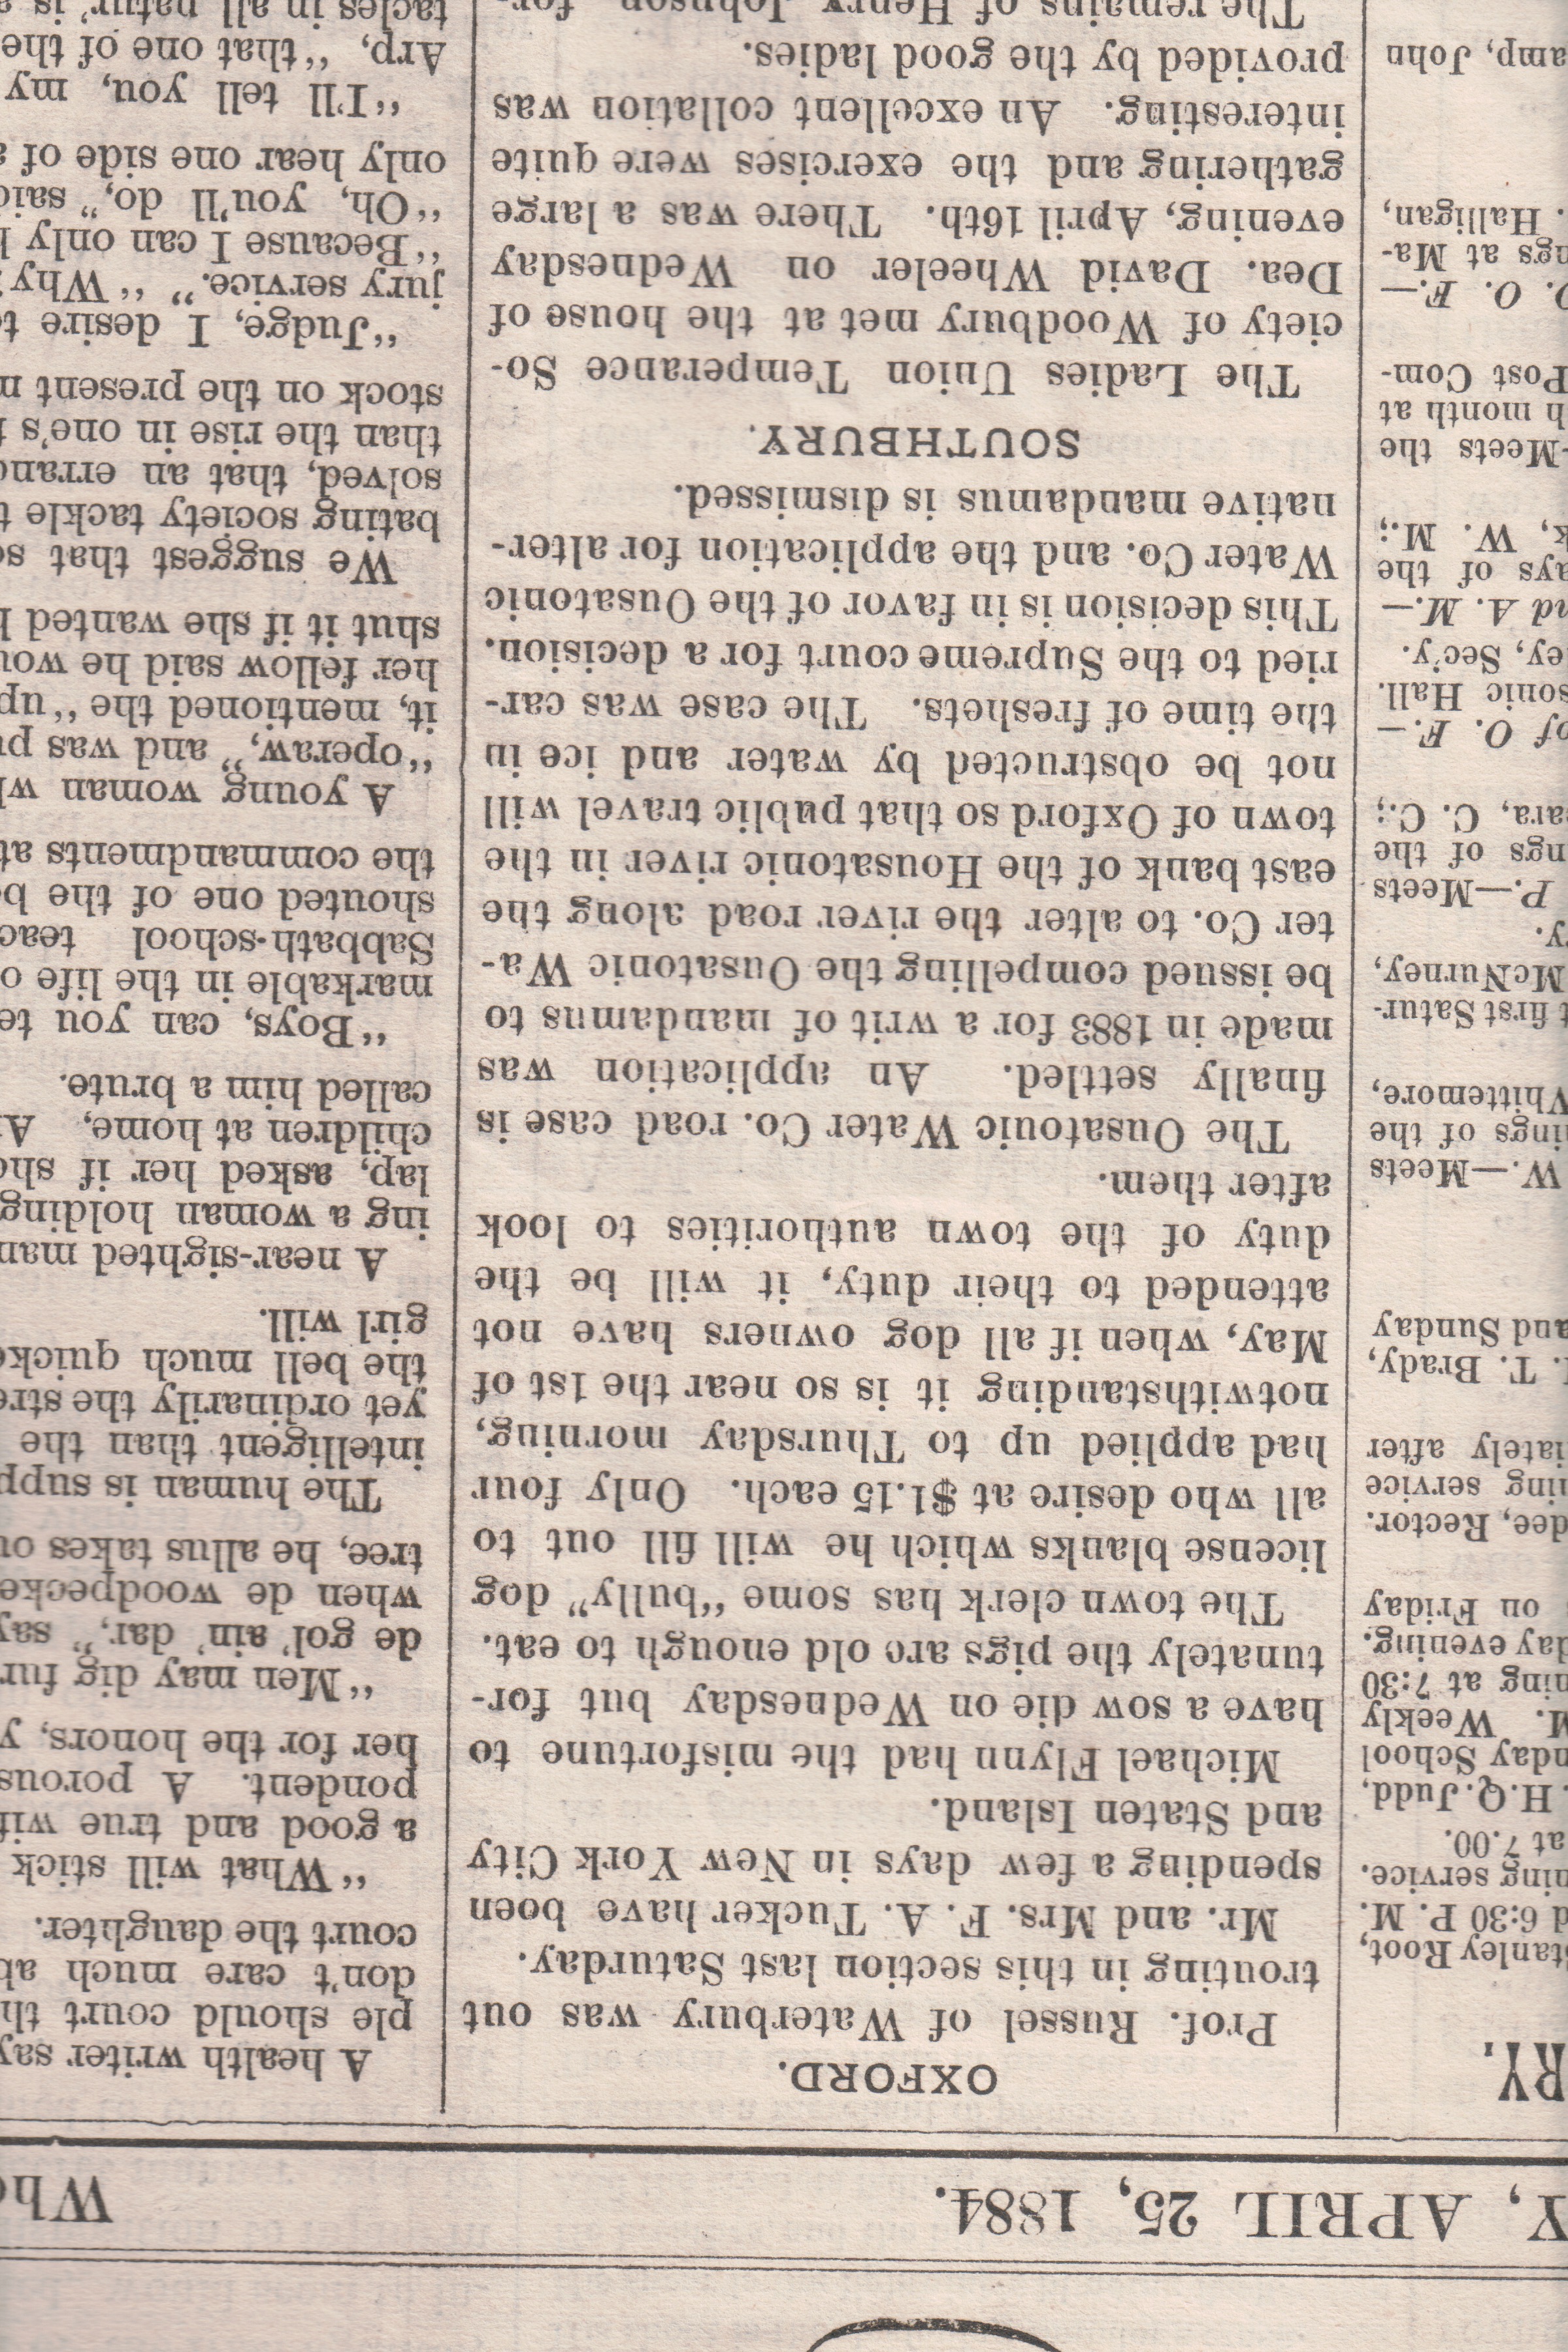 Y, APRIL 25, 1884.
Who
RY.
Stanley Root,
d 6:30 P. M.
ning service.
at 7.00.
. H. Q. Judd,
nday School
M. Weekly
ning at 7:30
day evening.
on Friday
dee, Rector.
ning service
iately after
. T. Brady,
and Sunday
W.—Meets
ings of the
Whittemore,
t first Satur-
McNurney,
y.
P.—Meets
ngs of the
ara, C. C.;
of O. F.—
sonic Hall.
ey, Sec'y.
nd A. M.—
ays of the
k, W. M.;
-Meets the
h month at
Post Com-
O. O. F.—
ngs at Ma-
. Halligan,
amp, John
OXFORD.
Prof. Russel of Waterbury was out
trouting in this section last Saturday.
Mr. and Mrs. F. A. Tucker have boen
spending a few days in New York City
and Staten Island.
Michael Flynn had the misfortune to
have a sow die on Wednesday but for-
tunately the pigs are old enough to eat.
The town clerk has some "bully" dog
license blanks which he will fill out to
all who desire at $1.15 each. Only four
had applied up to Thursday morning,
notwithstanding it is so near the 1st of
May, when if all dog owners have not
attended to their duty, it will be the
duty of the town authorities to look
after them.
The Ousatouic Water Co. road case is
finally settled. An application was
made in 1883 for a writ of mandamus to
be issued compelling the Ousatonic Wa-
ter Co. to alter the river road along the
east bank of the Housatonic river in the
town of Oxford so that public travel will
not be obstructed by water and ice in
the time of freshets. The case was car-
ried to the Supreme court for a decision.
This decision is in favor of the Ousatonic
Water Co. and the application for alter-
native mandamus is dismissed.
SOUTHBURY.
The Ladies Union Temperance So-
ciety of Woodbury met at the house of
Dea. David Wheeler on Wednesday
evening, April 16th. There was a large
gathering and the exercises were quite
interesting. An excellent collation was
provided by the good ladies.
The remains of Henry Johnson for-
A health writer say
ple should court th
don't care much ab
court the daughter.
"What will stick
a good and true wif
pondent. A porous
her for the honors, y
"Men may dig fur
de gol' ain' dar," say
when de woodpecke
tree, he allus takes ou
The human is supp
intelligent than the
yet ordinarily the stre
the bell much quicke
girl will.
A near-sighted man
ing a woman holding
lap, asked her if she
children at home. An
called him a brute.
"Boys, can you te
markable in the life o
Sabbath-school teac
shouted one of the bo
the commandments at
A young woman wh
"operaw," and was pu
it, mentioned the "up
her fellow said he wou
shut it if she wanted h
We suggest that so
bating society tackle t
solved, that an erran
than the rise in one's
stock on the present m
"Judge, I desire to
jury service." "Why
"Because I can only h
"Oh, you'll do," said
only hear one side of a
"I'll tell you, my
Arp, "that one of the
tacles in all natur' is a